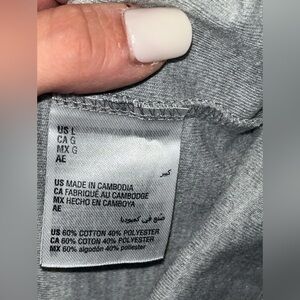 US L
CA G
MX G
AE
كبير
US MADE IN CAMBODIA
CA FABRIQUÉ AU CAMBODGE
MX HECHO EN CAMBOYA
AE
صنع في كمبوديا
US 60% COTTON 40% POLYESTER
CA 60% COTON 40% POLYESTER
MX 60% algodón 40% poliéster